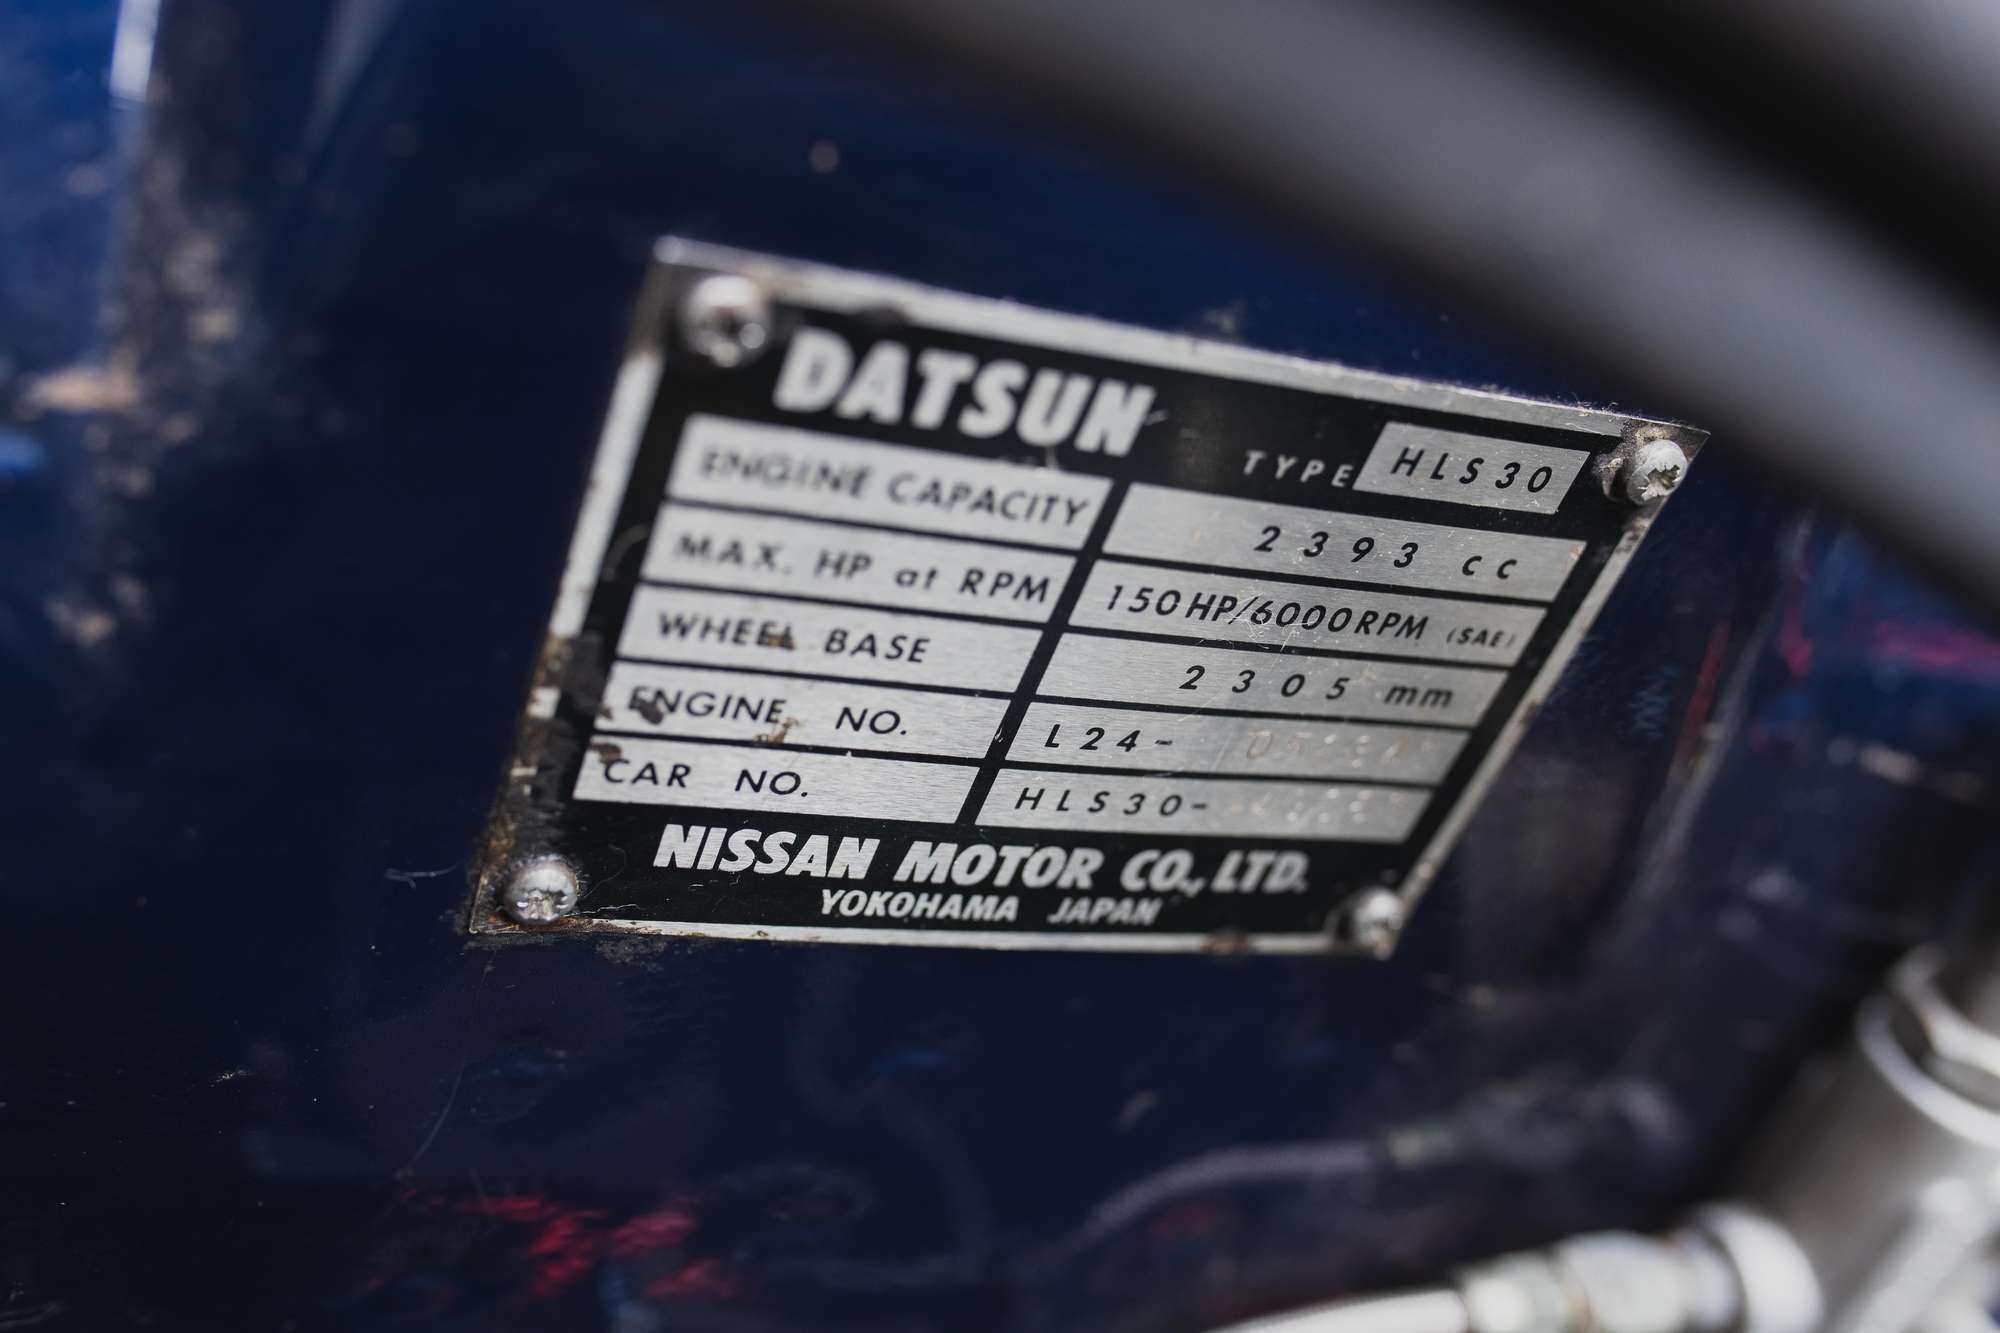 DATSUN
TYPE HLS30
ENGINE CAPACITY 2393 cc
MAX. HP at RPM 150HP/6000RPM (SAE)
WHEEL BASE 2305 mm
ENGINE NO. L24-
CAR NO. HLS30-
NISSAN MOTOR CO., LTD.
YOKOHAMA JAPAN